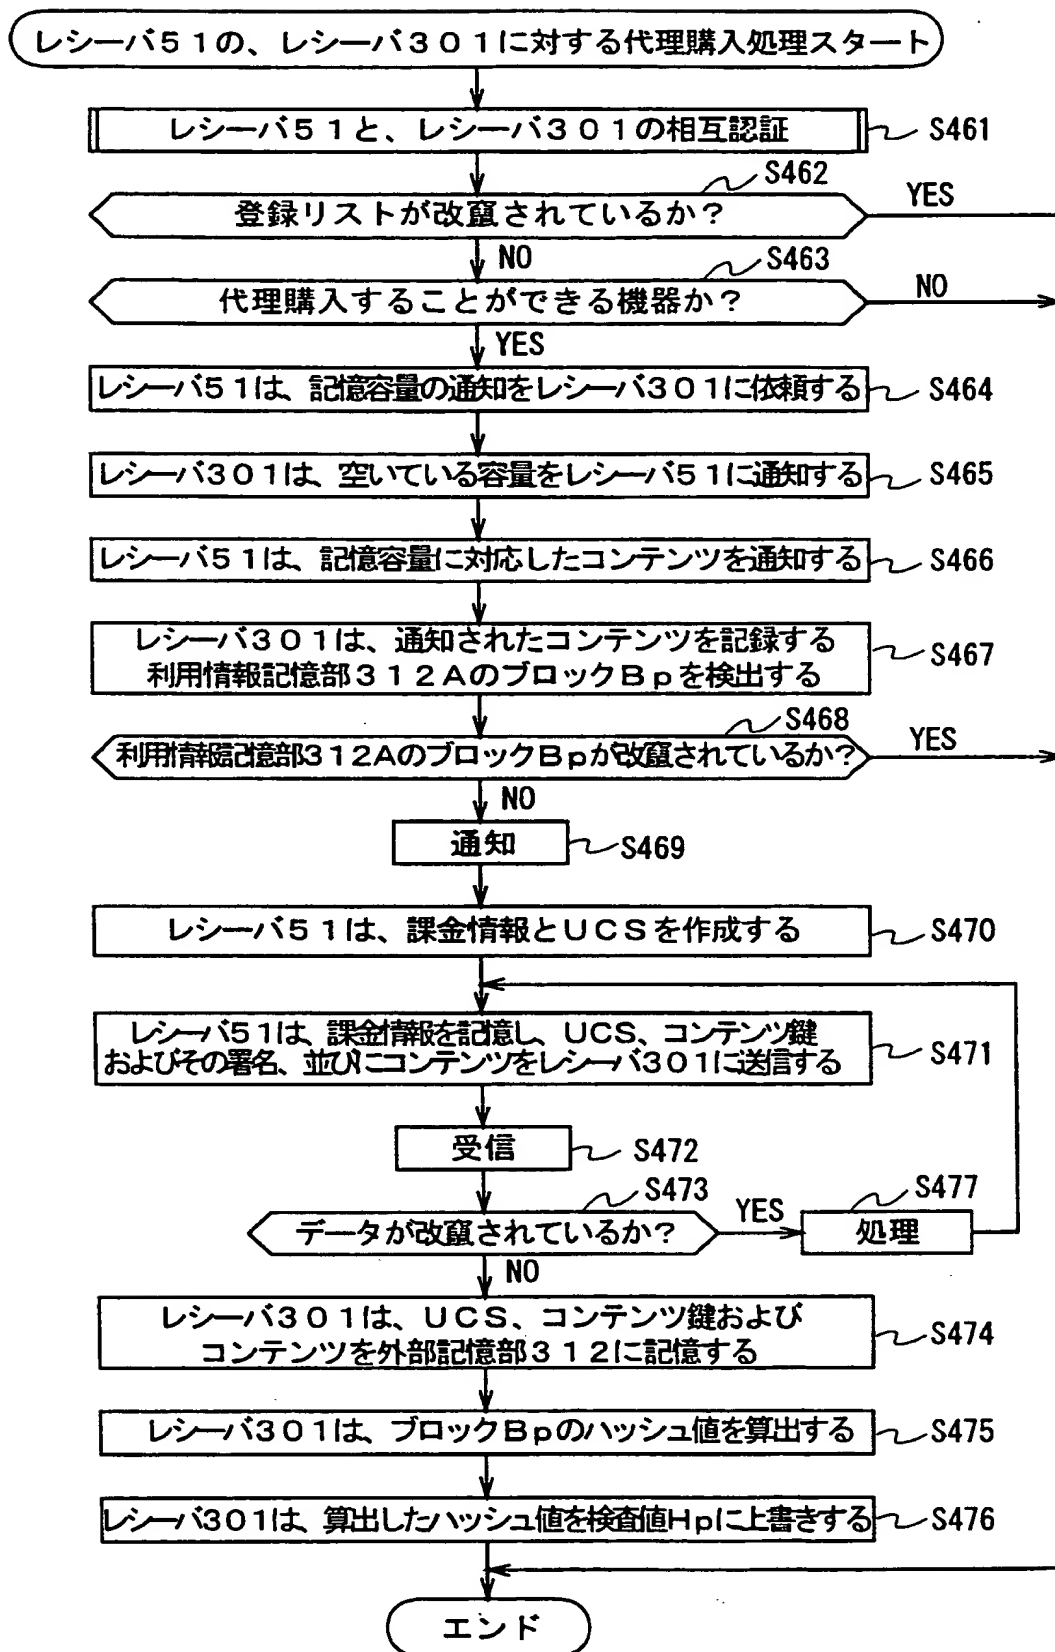 レシーバ51の、レシーバ301に対する代理購入処理スタート
レシーバ51と、レシーバ301の相互認証
S461
S462
登録リストが改竄されているか?
YES
NO
S463
代理購入することができる機器か?
NO
YES
レシーバ51は、記憶容量の通知をレシーバ301に依頼する
S464
レシーバ301は、空いている容量をレシーバ51に通知する
S465
レシーバ51は、記憶容量に対応したコンテンツを通知する
S466
レシーバ301は、通知されたコンテンツを記録する
利用情報記憶部312AのブロックBpを検出する
S467
S468
利用情報記憶部312AのブロックBpが改竄されているか?
YES
NO
通知
S469
レシーバ51は、課金情報とUCSを作成する
S470
レシーバ51は、課金情報を記憶し、UCS、コンテンツ鍵
およびその署名、並びにコンテンツをレシーバ301に送信する
S471
受信
S472
S473
データが改竄されているか?
YES
S477
処理
NO
レシーバ301は、UCS、コンテンツ鍵および
コンテンツを外部記憶部312に記憶する
S474
レシーバ301は、ブロックBpのハッシュ値を算出する
S475
レシーバ301は、算出したハッシュ値を検査値Hpに上書きする
S476
エンド